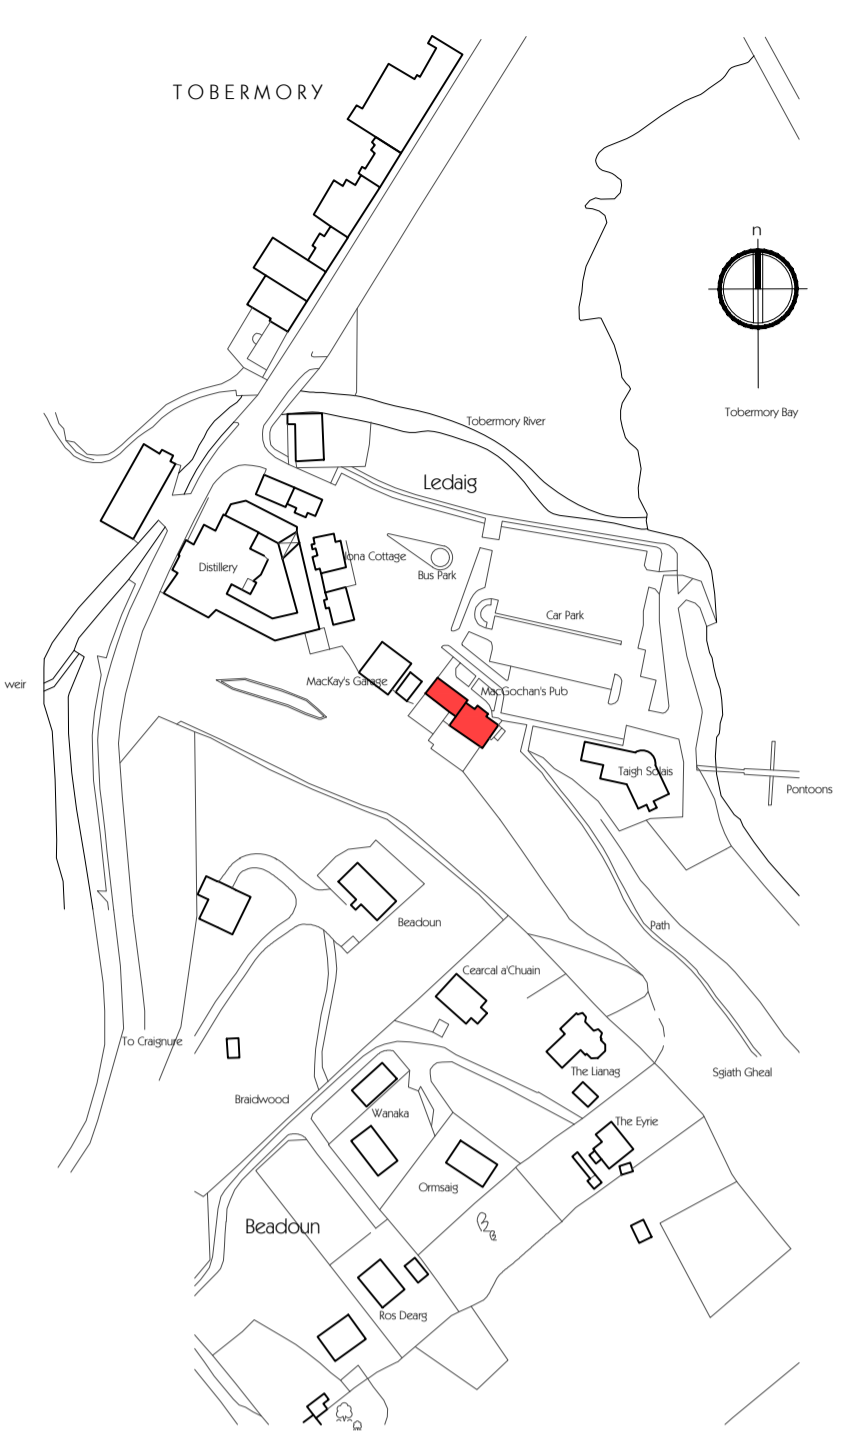 TOBERMORY
n
Tobermory Bay
Tobermory River
Ledaig
Iona Cottage
Distillery
Bus Park
Car Park
weir
MacKay's Garage
MacGochan's Pub
Taigh Solais
Pontoons
Beadoun
Path
Cearcal a'Chuain
To Craignure
The Lianag
Sgiath Gheal
Braidwood
Wanaka
The Eyrie
Ormsaig
Beadoun
Ros Dearg